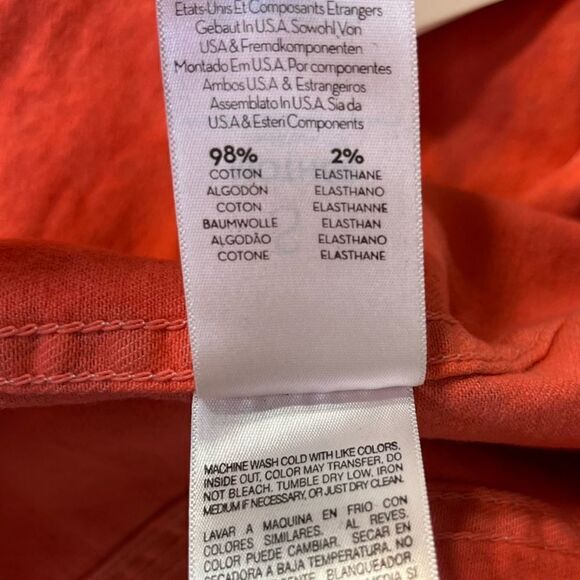 États-Unis Et Composants Etrangers
Gebaut In U.S.A. Sowohl Von
USA & Fremdkomponenten
Montado Em U.S.A. Por componentes
Ambos U.S.A & Estrangeiros
Assemblato In U.S.A. Sia da
U.S.A & Esteri Components
98% 2%
COTTON ELASTHANE
ALGODÓN ELASTHANO
COTON ELASTHANNE
BAUMWOLLE ELASTHAN
ALGODÃO ELASTHANO
COTONE ELASTHANE
MACHINE WASH COLD WITH LIKE COLORS,
INSIDE OUT, COLOR MAY TRANSFER. DO
NOT BLEACH. TUMBLE DRY LOW. IRON
MEDIUM IF NECESSARY, OR JUST DRY CLEAN.
LAVAR A MAQUINA EN FRIO CON
COLORES SIMILARES. AL REVES.
COLOR PUEDE CAMBIAR. SECAR EN
SECADORA A BAJA TEMPERATURA. NO
BLANQUEADOR